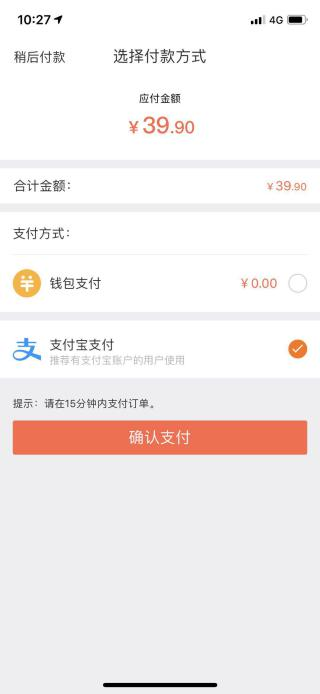 10:27
4G
稍后付款
选择付款方式
应付金额
¥39.90
合计金额：
¥39.90
支付方式：
钱包支付
¥0.00
支付宝支付
推荐有支付宝账户的用户使用
提示：请在15分钟内支付订单。
确认支付